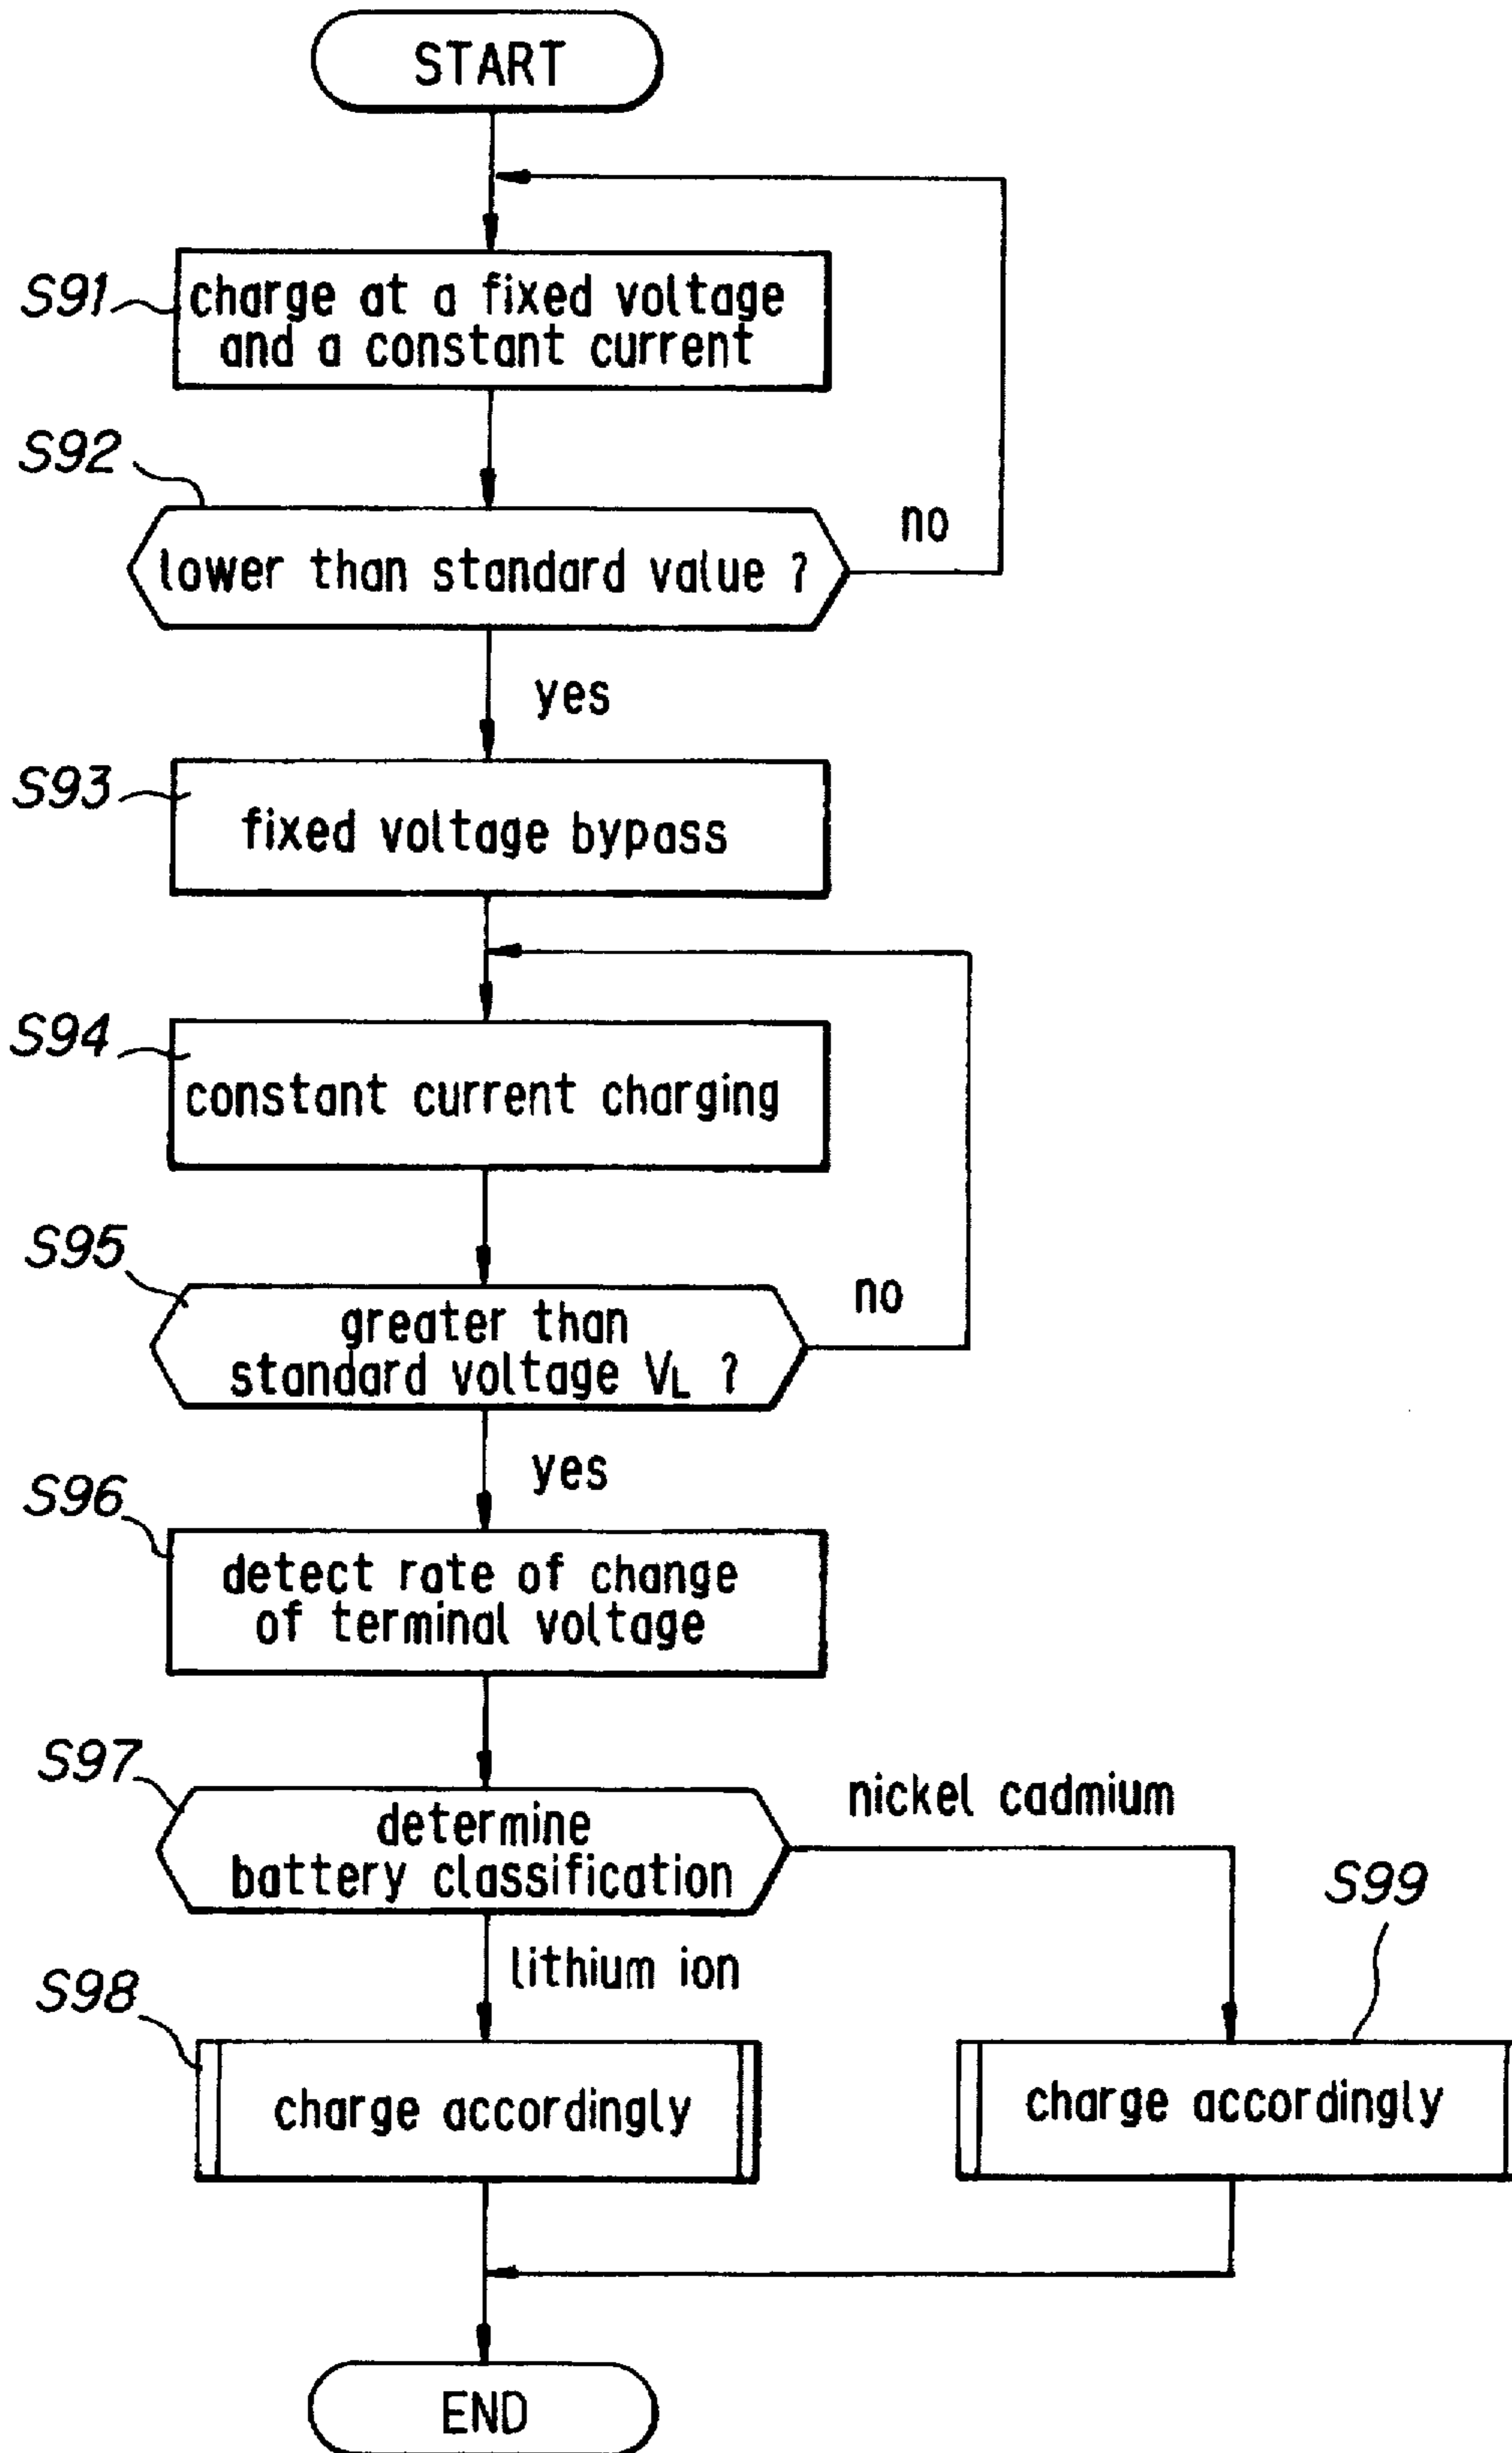 START
S91
charge at a fixed voltage
and a constant current
S92
no
lower than standard value ?
yes
S93
fixed voltage bypass
S94
constant current charging
S95
no
greater than
standard voltage VL ?
yes
S96
detect rate of change
of terminal voltage
S97
nickel cadmium
determine
battery classification
S99
lithium ion
S98
charge accordingly
charge accordingly
END